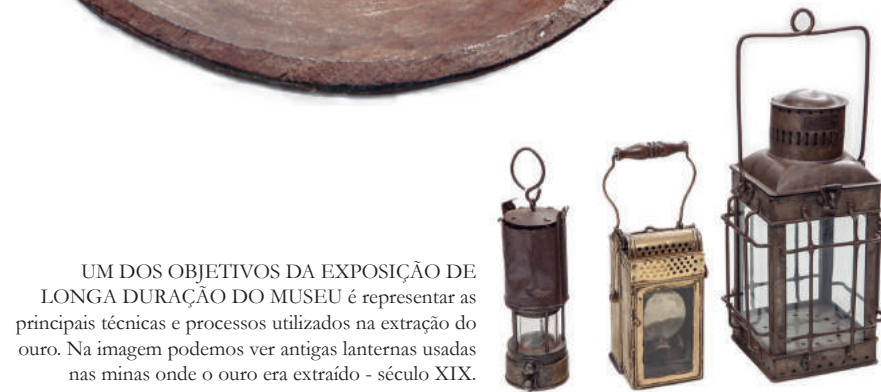 UM DOS OBJETIVOS DA EXPOSIÇÃO DE
LONGA DURAÇÃO DO MUSEU é representar as
principais técnicas e processos utilizados na extração do
ouro. Na imagem podemos ver antigas lanternas usadas
nas minas onde o ouro era extraído - século XIX.